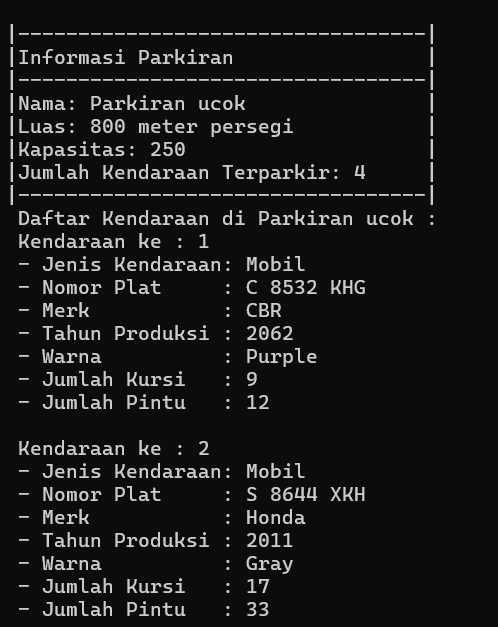 |----------------------------------|
|Informasi Parkiran                |
|----------------------------------|
|Nama: Parkiran ucok               |
|Luas: 800 meter persegi           |
|Kapasitas: 250                    |
|Jumlah Kendaraan Terparkir: 4     |
|----------------------------------|
Daftar Kendaraan di Parkiran ucok :
Kendaraan ke : 1
- Jenis Kendaraan: Mobil
- Nomor Plat     : C 8532 KHG
- Merk           : CBR
- Tahun Produksi : 2062
- Warna          : Purple
- Jumlah Kursi   : 9
- Jumlah Pintu   : 12

Kendaraan ke : 2
- Jenis Kendaraan: Mobil
- Nomor Plat     : S 8644 XKH
- Merk           : Honda
- Tahun Produksi : 2011
- Warna          : Gray
- Jumlah Kursi   : 17
- Jumlah Pintu   : 33